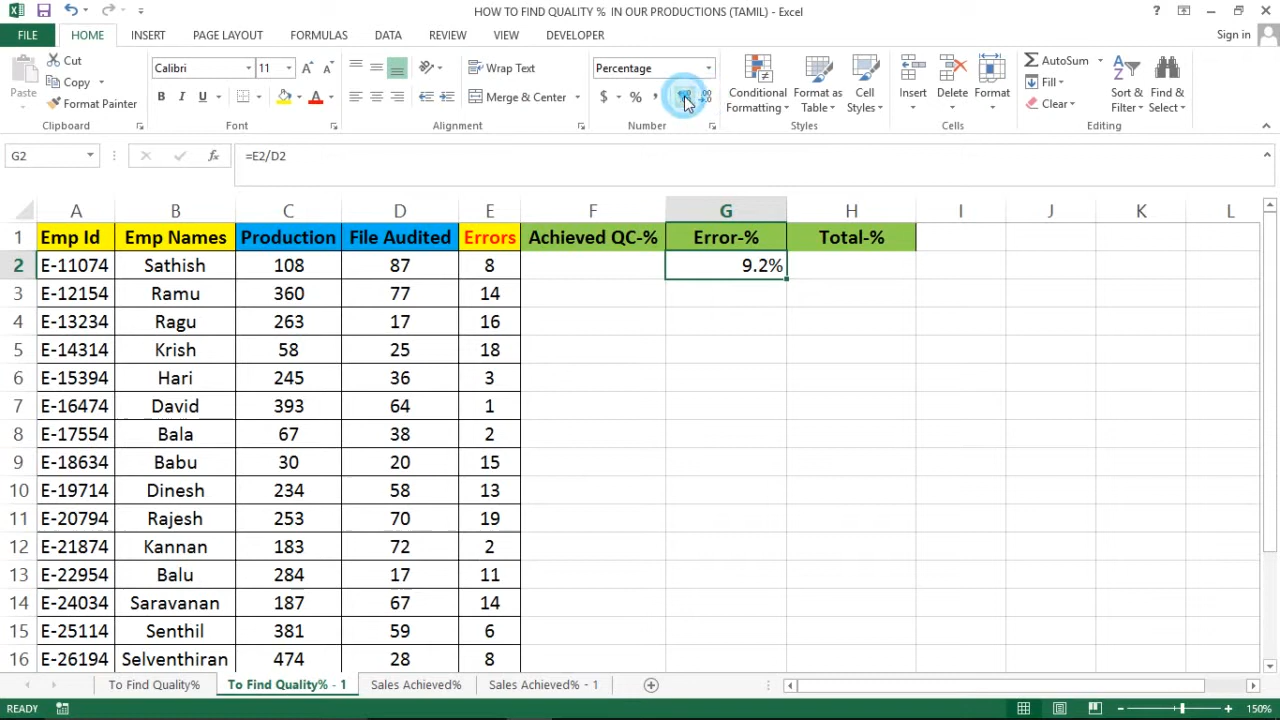 HOW TO FIND QUALITY % IN OUR PRODUCTIONS (TAMIL) - Excel
FILE HOME INSERT PAGE LAYOUT FORMULAS DATA REVIEW VIEW DEVELOPER Sign in
Paste
Cut
Copy
Format Painter
Clipboard
Calibri 11
B I U
Font
Wrap Text
Merge & Center
Alignment
Percentage
$ % ,
Number
Conditional Formatting
Format as Table
Cell Styles
Styles
Insert Delete Format
Cells
AutoSum
Fill
Clear
Sort & Filter
Find & Select
Editing
G2 =E2/D2
A B C D E F G H I J K L
1 Emp Id Emp Names Production File Audited Errors Achieved QC-% Error-% Total-%
2 E-11074 Sathish 108 87 8 9.2%
3 E-12154 Ramu 360 77 14
4 E-13234 Ragu 263 17 16
5 E-14314 Krish 58 25 18
6 E-15394 Hari 245 36 3
7 E-16474 David 393 64 1
8 E-17554 Bala 67 38 2
9 E-18634 Babu 30 20 15
10 E-19714 Dinesh 234 58 13
11 E-20794 Rajesh 253 70 19
12 E-21874 Kannan 183 72 2
13 E-22954 Balu 284 17 11
14 E-24034 Saravanan 187 67 14
15 E-25114 Senthil 381 59 6
16 E-26194 Selventhiran 474 28 8
To Find Quality% To Find Quality% - 1 Sales Achieved% Sales Achieved% - 1
READY 150%